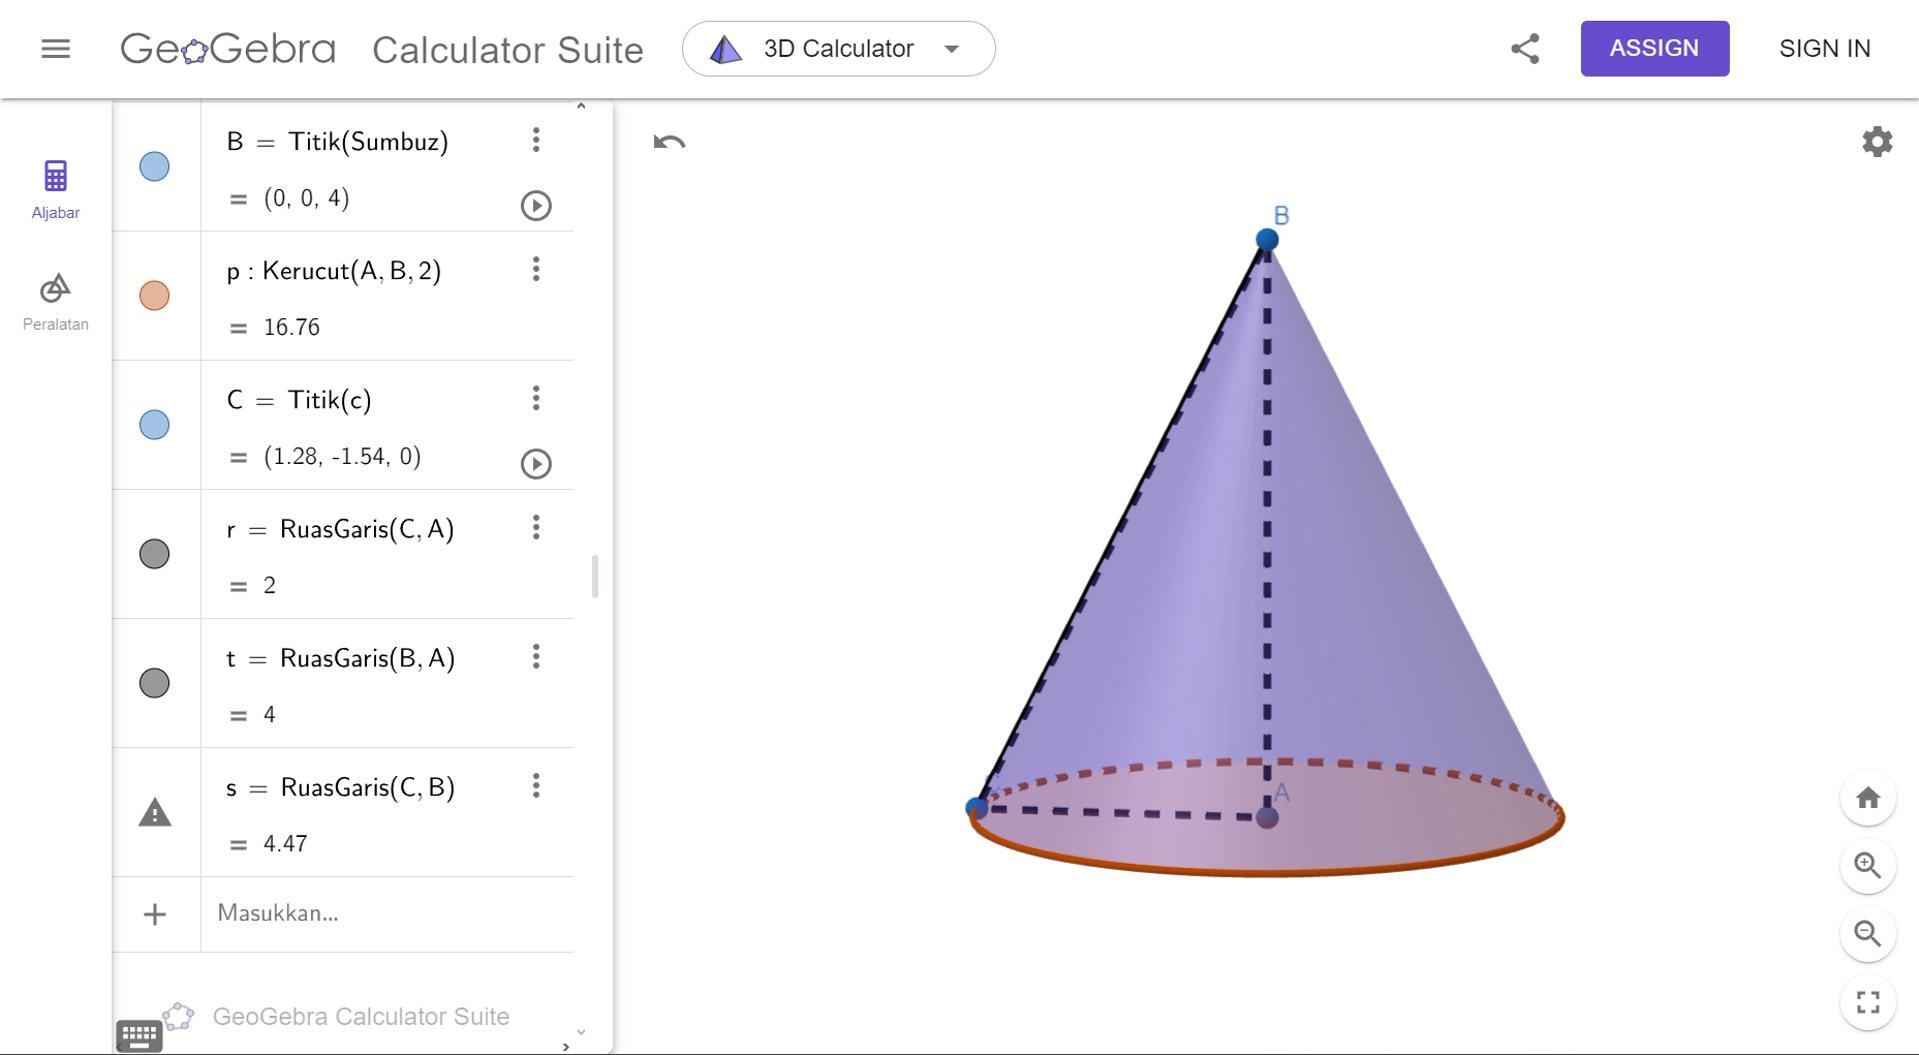 GeoGebra Calculator Suite
3D Calculator
ASSIGN
SIGN IN
Aljabar
Peralatan
B = Titik(Sumbuz)
= (0, 0, 4)
p : Kerucut(A, B, 2)
= 16.76
C = Titik(c)
= (1.28, -1.54, 0)
r = RuasGaris(C, A)
= 2
t = RuasGaris(B, A)
= 4
s = RuasGaris(C, B)
= 4.47
+ Masukkan...
GeoGebra Calculator Suite
B
A